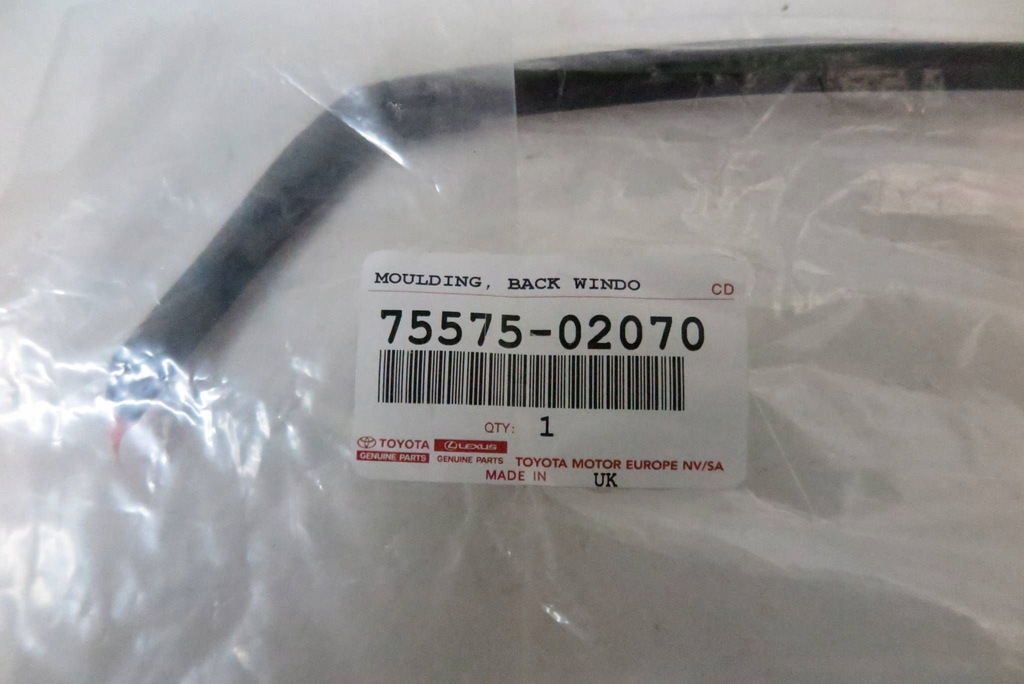 MOULDING, BACK WINDO CD
75575-02070
QTY: 1
TOYOTA LEXUS
GENUINE PARTS GENUINE PARTS TOYOTA MOTOR EUROPE NV/SA
MADE IN UK